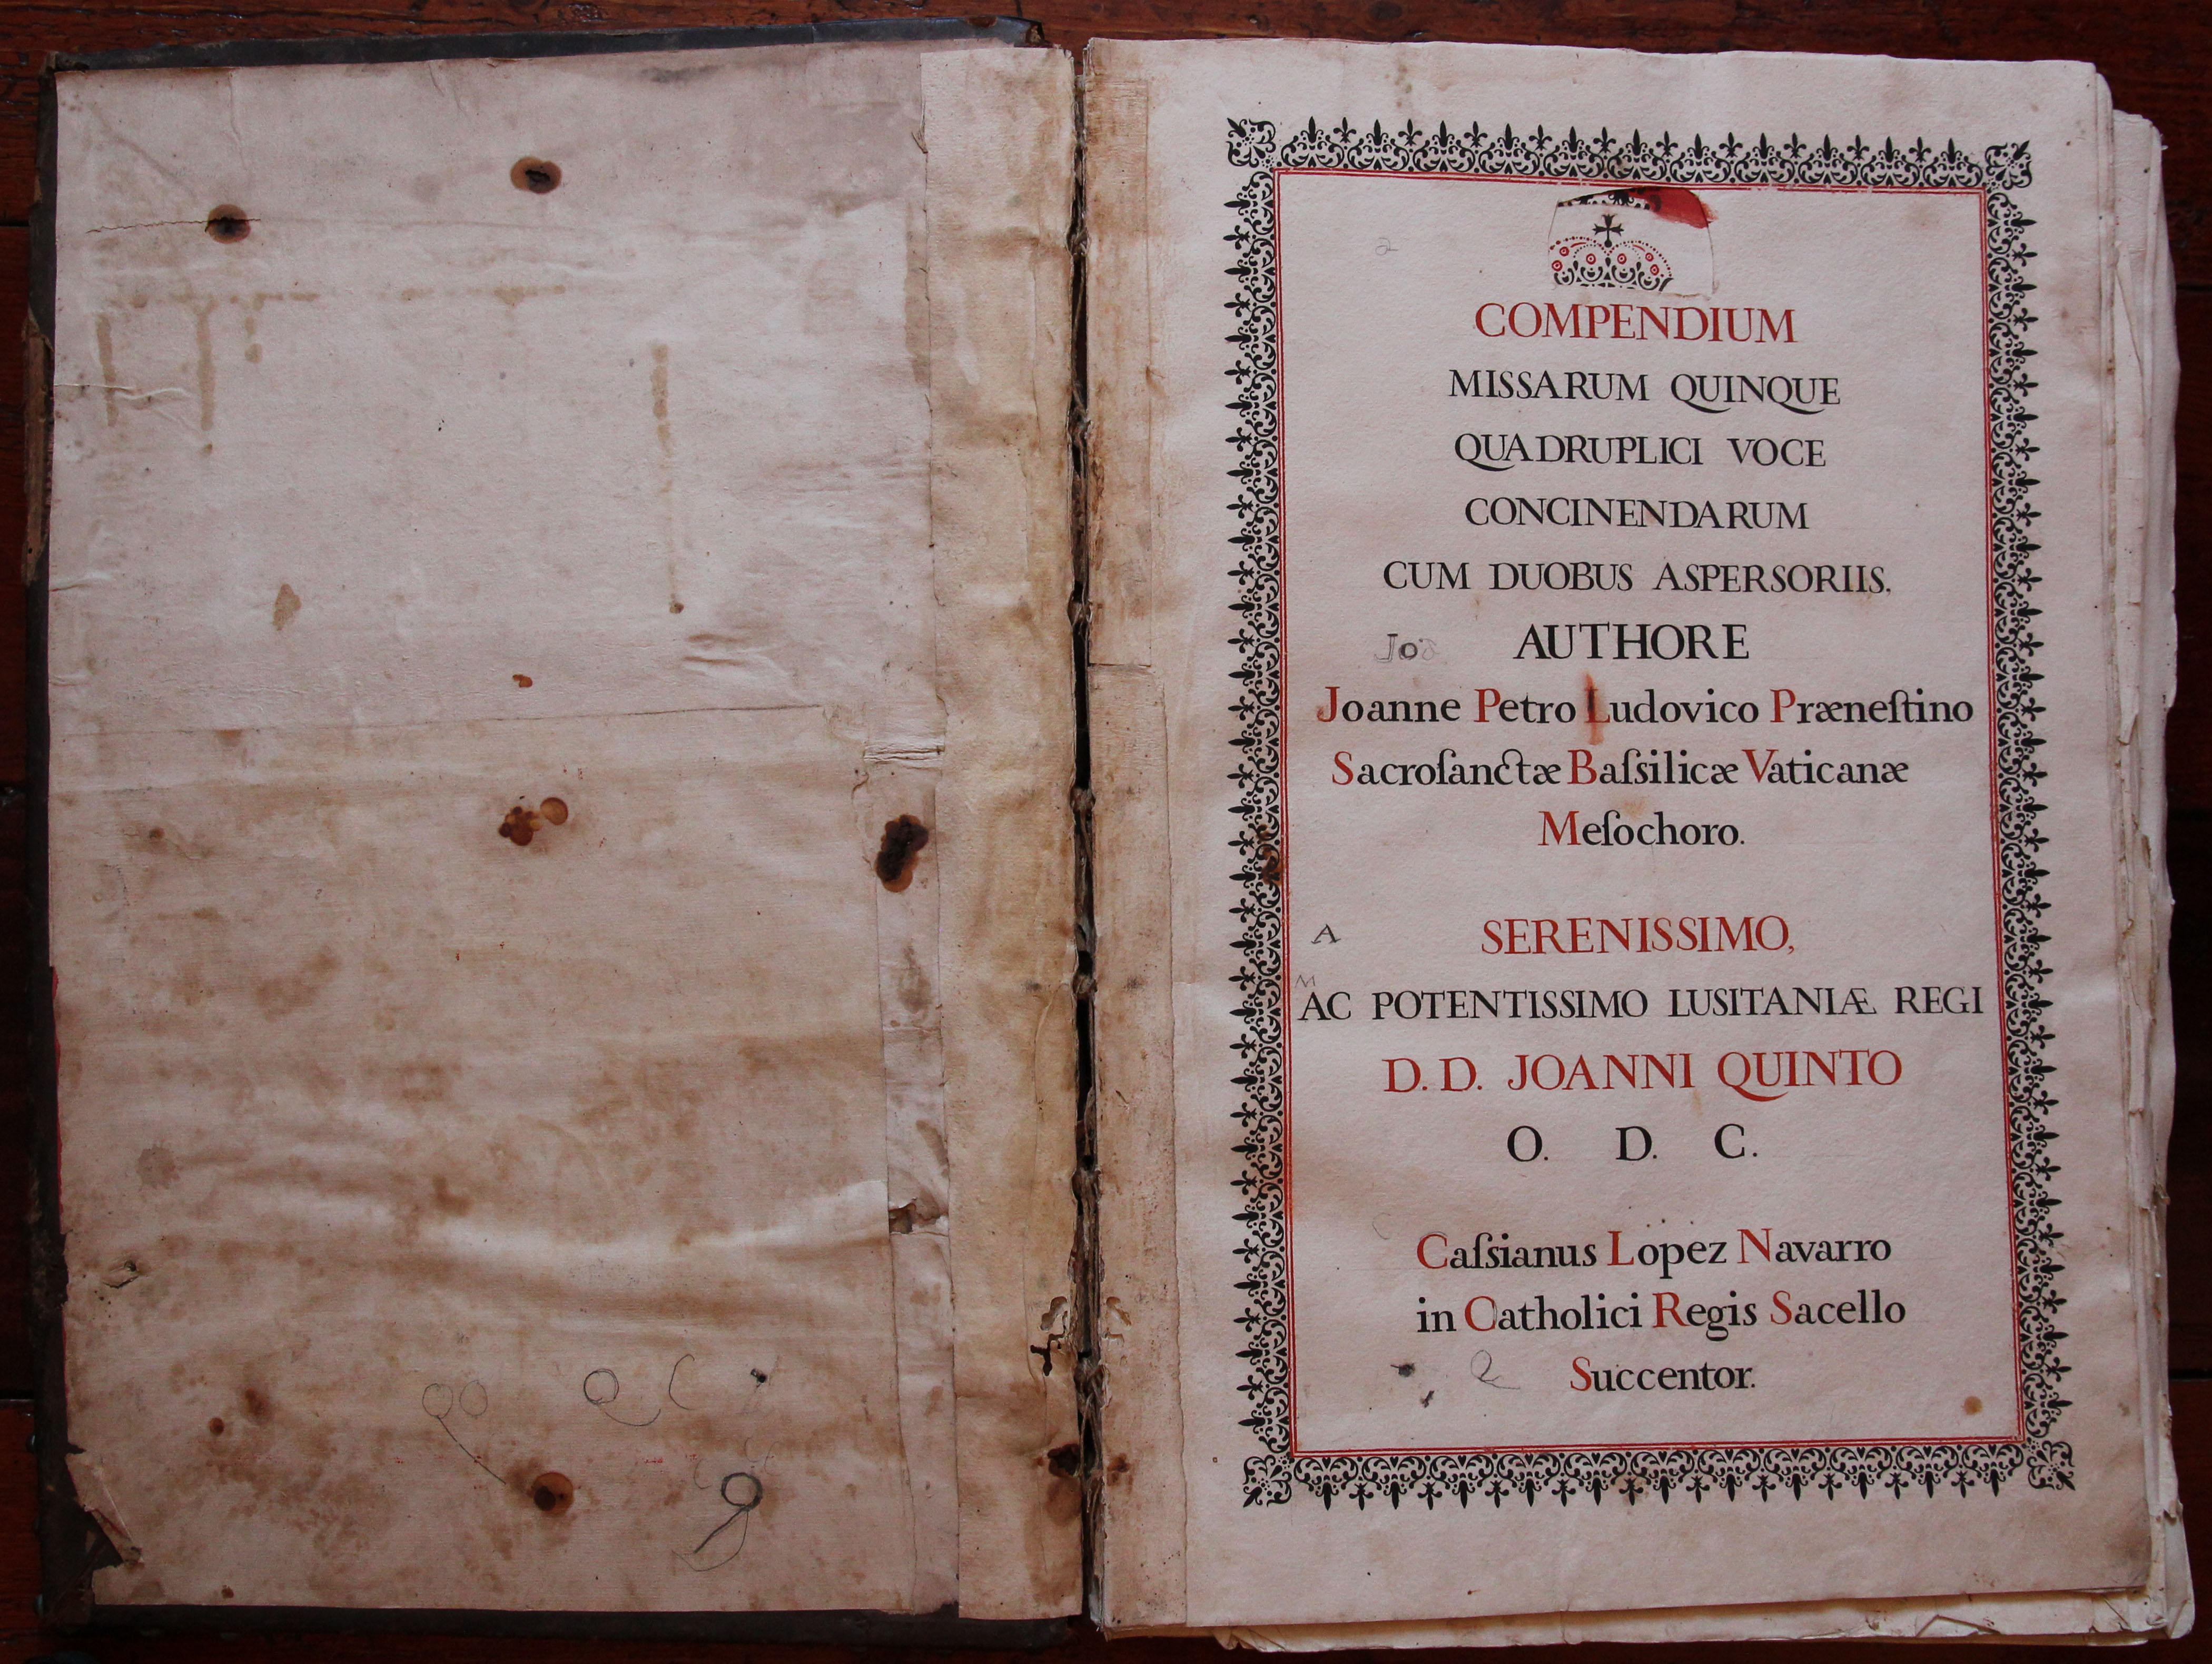 COMPENDIUM
MISSARUM QUINQUE
QUADRUPLICI VOCE
CONCINENDARUM
CUM DUOBUS ASPERSORIIS.
AUTHORE
Joanne Petro Ludovico Præneſtino
Sacroſanctæ Baſsilicæ Vaticanæ
Meſochoro.
SERENISSIMO,
AC POTENTISSIMO LUSITANIÆ REGI
D. D. JOANNI QUINTO
O. D. C.
Caſsianus Lopez Navarro
in Catholici Regis Sacello
Succentor.